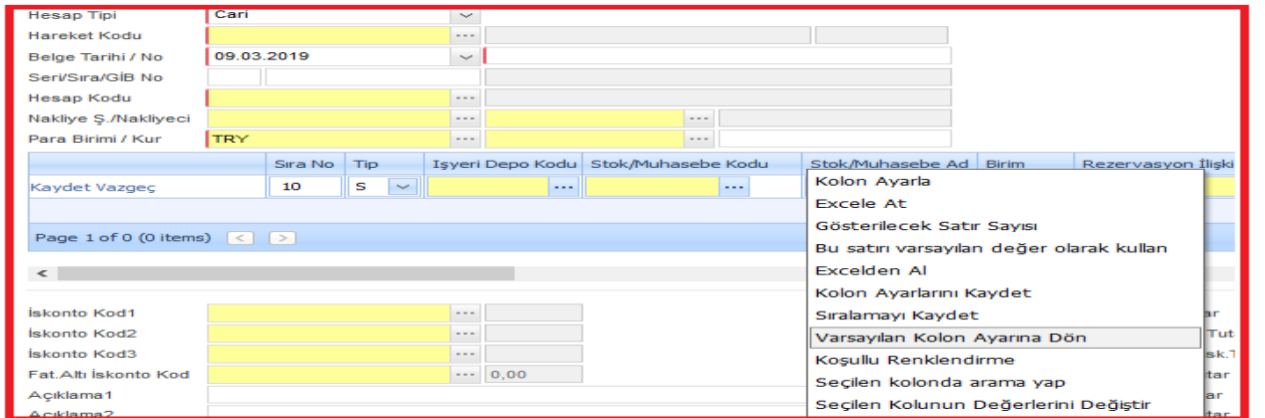 Hesap Tipi Cari
Hareket Kodu ...
Belge Tarihi / No 09.03.2019
Seri/Sıra/GİB No
Hesap Kodu ...
Nakliye Ş./Nakliyeci ... ...
Para Birimi / Kur TRY ... ...
Sıra No Tip Işyeri Depo Kodu Stok/Muhasebe Kodu Stok/Muhasebe Ad Birim Rezervasyon İlişki
Kaydet Vazgeç 10 S ... ...
Page 1 of 0 (0 items) < >
Kolon Ayarla
Excele At
Gösterilecek Satır Sayısı
Bu satırı varsayılan değer olarak kullan
Excelden Al
Kolon Ayarlarını Kaydet
Sıralamayı Kaydet
Varsayılan Kolon Ayarına Dön
Koşullu Renklendirme
Seçilen kolonda arama yap
Seçilen Kolunun Değerlerini Değiştir
İskonto Kod1 ...
İskonto Kod2 ...
İskonto Kod3 ...
Fat.Altı İskonto Kod ... 0,00
Açıklama1
Açıklama2